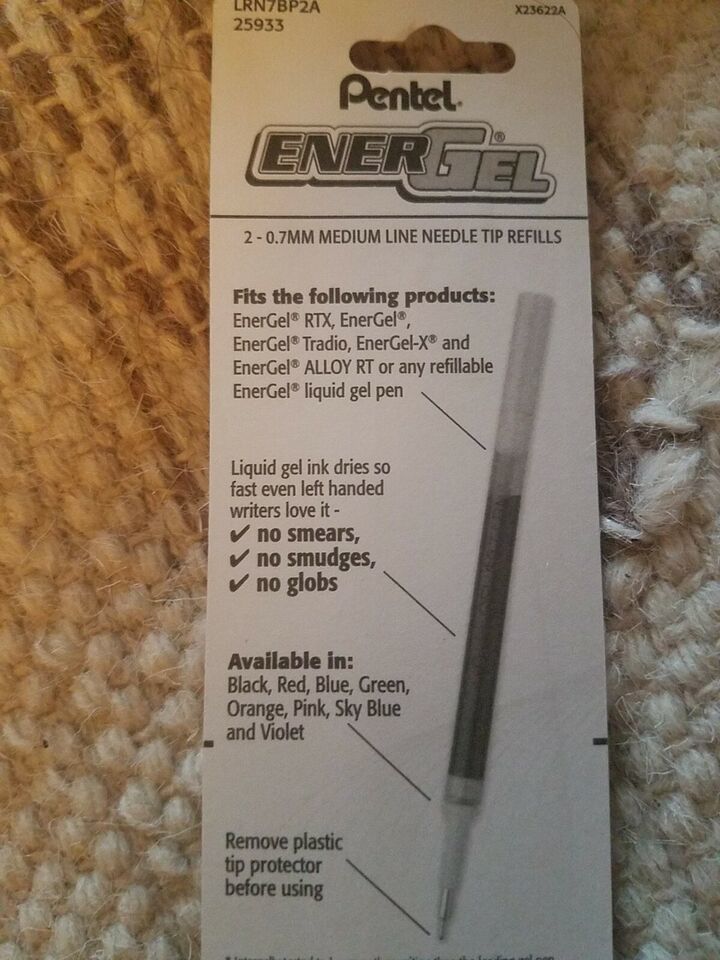 LRN7BP2A X23622A
25933
Pentel®
ENERGEL®
2 - 0.7MM MEDIUM LINE NEEDLE TIP REFILLS
Fits the following products:
EnerGel® RTX, EnerGel®,
EnerGel® Tradio, EnerGel-X® and
EnerGel® ALLOY RT or any refillable
EnerGel® liquid gel pen
Liquid gel ink dries so
fast even left handed
writers love it -
✔ no smears,
✔ no smudges,
✔ no globs
Available in:
Black, Red, Blue, Green,
Orange, Pink, Sky Blue
and Violet
Remove plastic
tip protector
before using